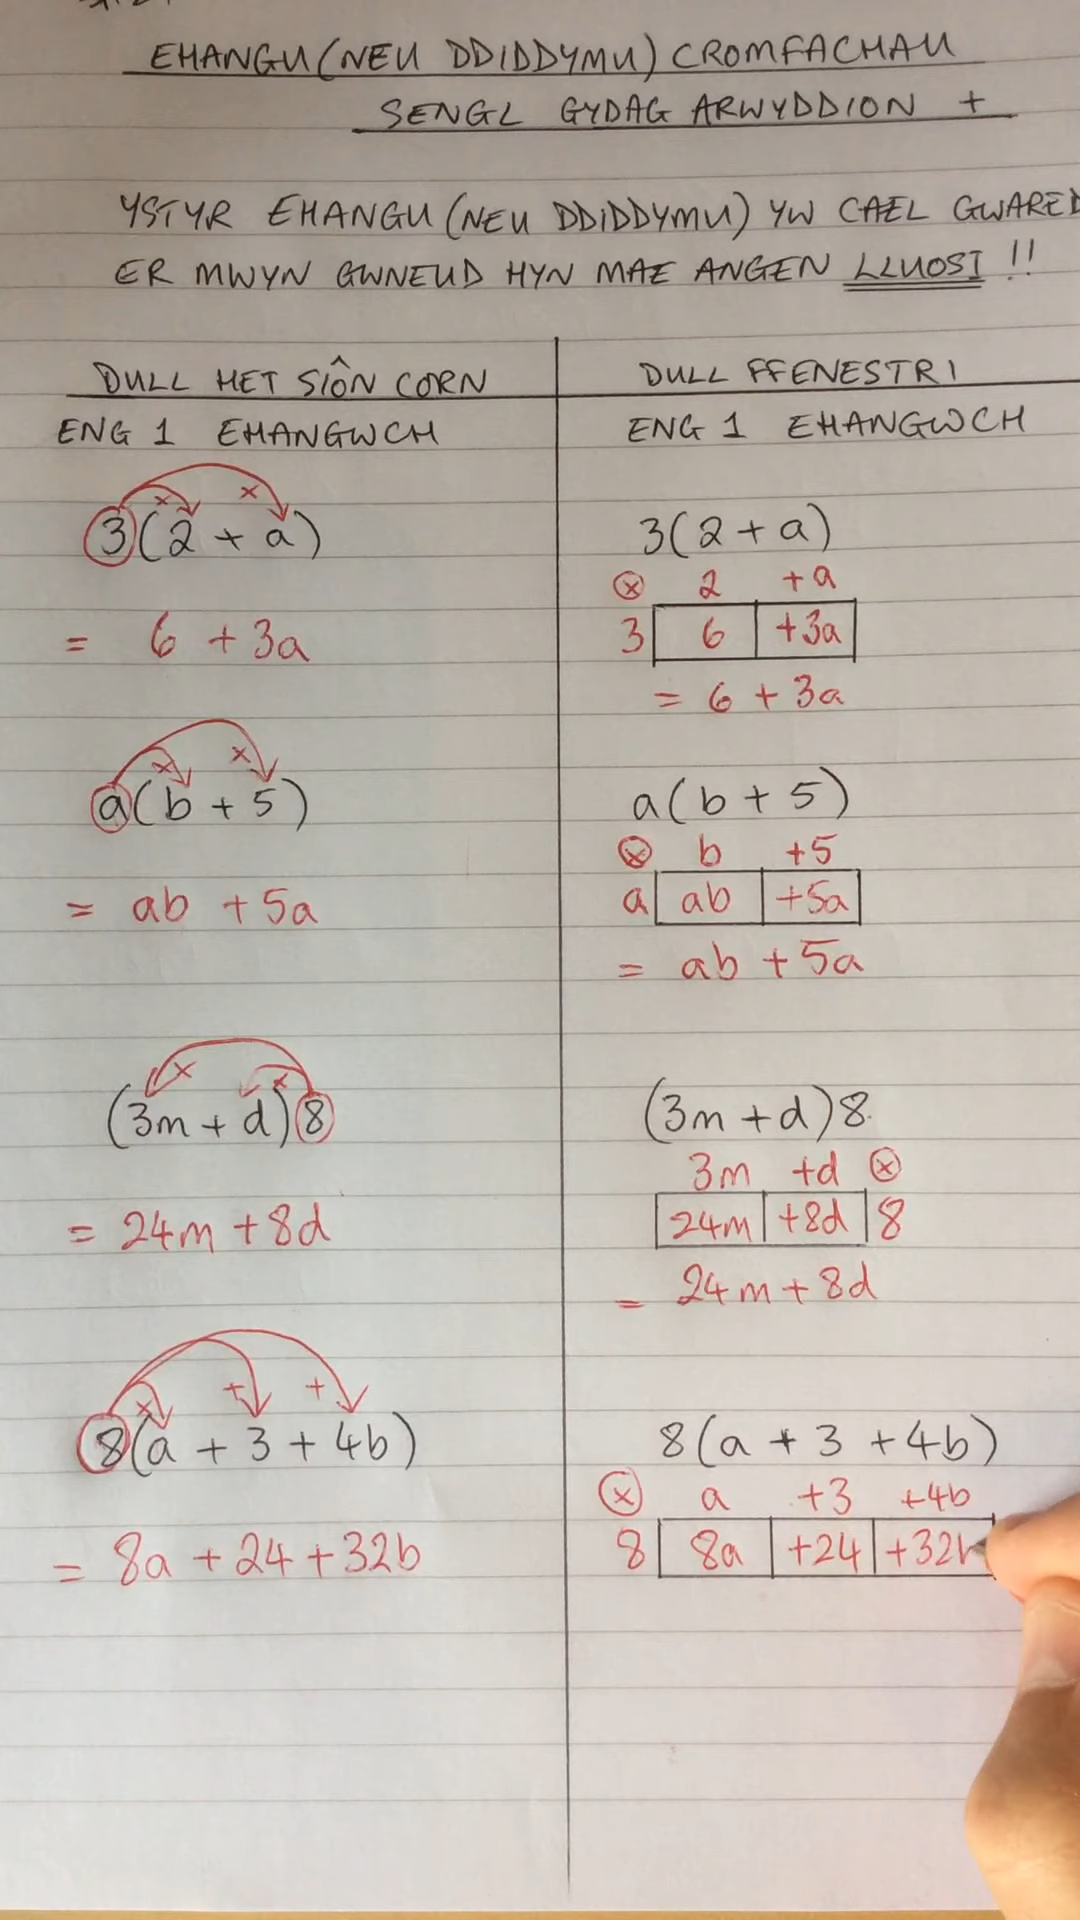 EHANGU (NEU DDIDDYMU) CROMFACHAU
SENGL GYDAG ARWYDDION +
YSTYR EHANGU (NEU DDIDDYMU) YW CAEL GWARED
ER MWYN GWNEUD HYN MAE ANGEN LLUOSI !!
DULL HET SIÔN CORN
ENG 1 EHANGWCH
× ×
3(2 + a)
= 6 + 3a
× ×
a(b + 5)
= ab + 5a
× ×
(3m + d)8
= 24m + 8d
× + +
8(a + 3 + 4b)
= 8a + 24 + 32b
DULL FFENESTRI
ENG 1 EHANGWCH
3(2 + a)
× 2 +a
3 6 +3a
= 6 + 3a
a(b + 5)
× b +5
a ab +5a
= ab + 5a
(3m + d)8
3m +d ×
24m +8d 8
= 24m + 8d
8(a + 3 + 4b)
× a +3 +4b
8 8a +24 +32